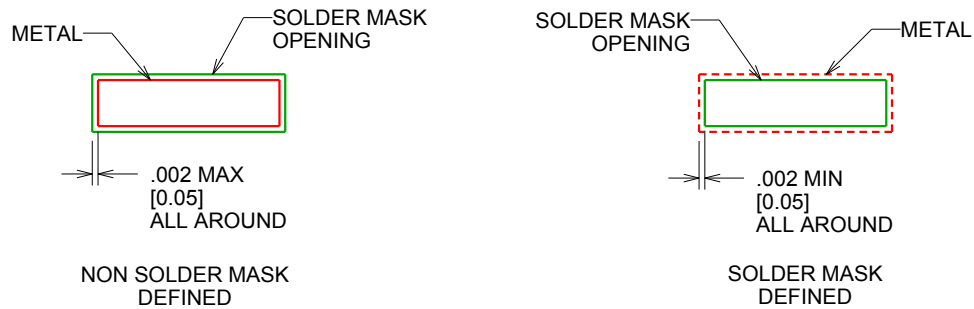 METAL
SOLDER MASK
OPENING
.002 MAX
[0.05]
ALL AROUND
NON SOLDER MASK
DEFINED
SOLDER MASK
OPENING
METAL
.002 MIN
[0.05]
ALL AROUND
SOLDER MASK
DEFINED